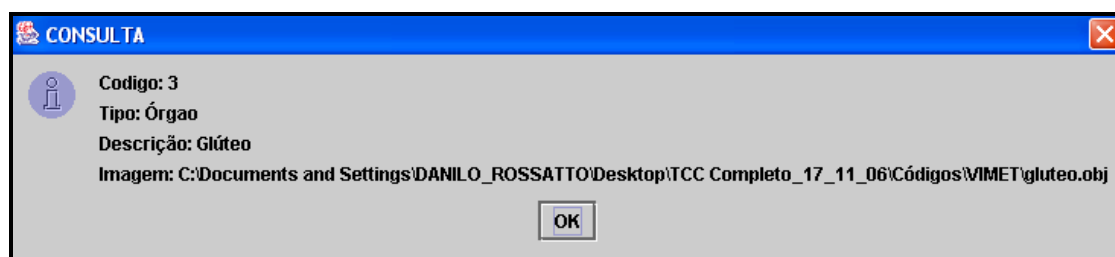 CONSULTA
Codigo: 3
Tipo: Órgao
Descrição: Glúteo
Imagem: C:\Documents and Settings\DANILO_ROSSATTO\Desktop\TCC Completo_17_11_06\Códigos\VIMET\gluteo.obj
OK